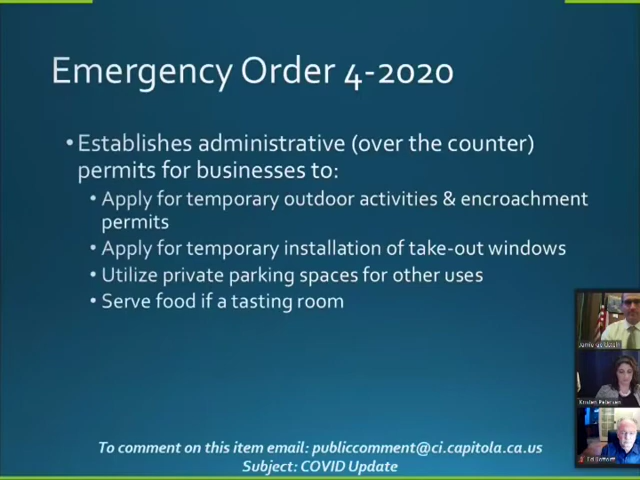 Emergency Order 4-2020
• Establishes administrative (over the counter)
permits for businesses to:
• Apply for temporary outdoor activities & encroachment
permits
• Apply for temporary installation of take-out windows
• Utilize private parking spaces for other uses
• Serve food if a tasting room
Kristen Petersen
To comment on this item email: publiccomment@ci.capitola.ca.us
Subject: COVID Update